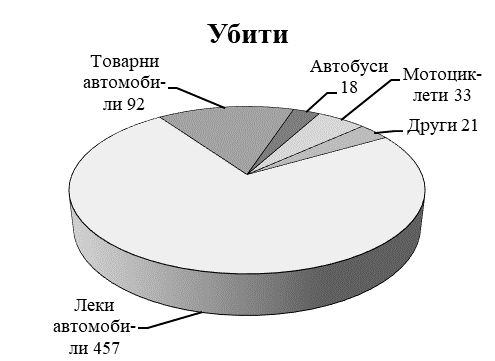 Убити
Товарни
автомоби-
ли 92
Автобуси
18
Мотоцик-
лети 33
Други 21
Леки
автомоби-
ли 457